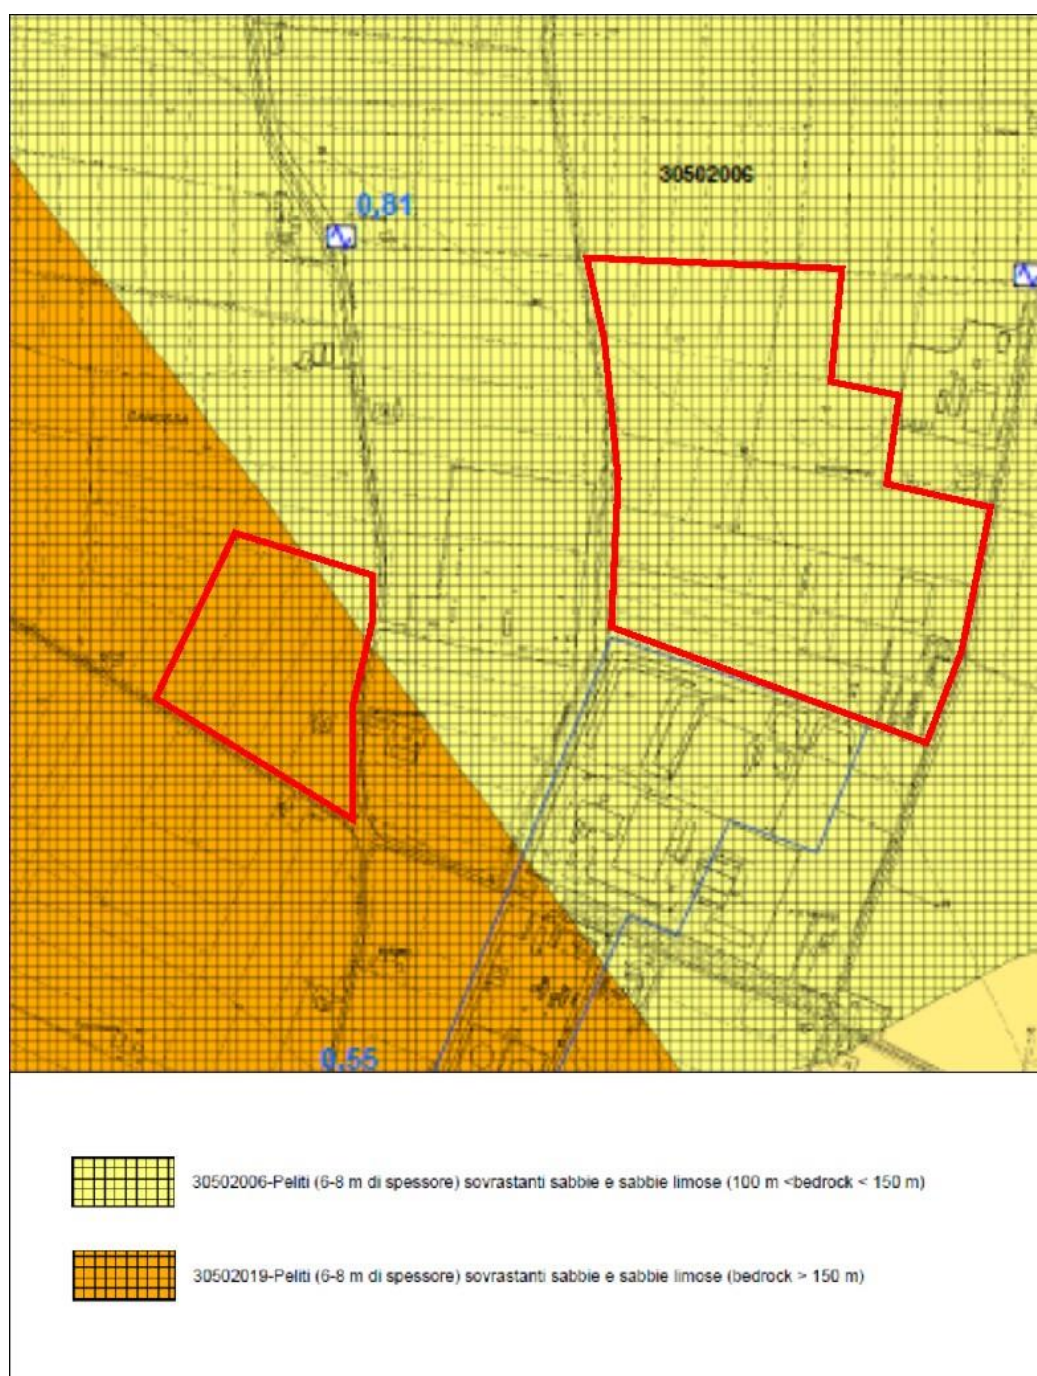 30502006
0,81
0,55
30502006-Peliti (6-8 m di spessore) sovrastanti sabbie e sabbie limose (100 m <bedrock < 150 m)
30502019-Peliti (6-8 m di spessore) sovrastanti sabbie e sabbie limose (bedrock > 150 m)